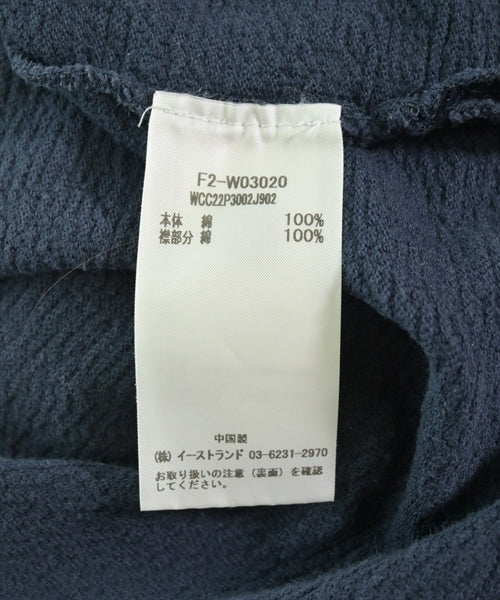 F2-W03020
WCC22P3002J902
本体 綿 100%
襟部分 綿 100%
中国製
(株) イーストランド 03-6231-2970
お取り扱いの注意 (裏面) を確認
してください。